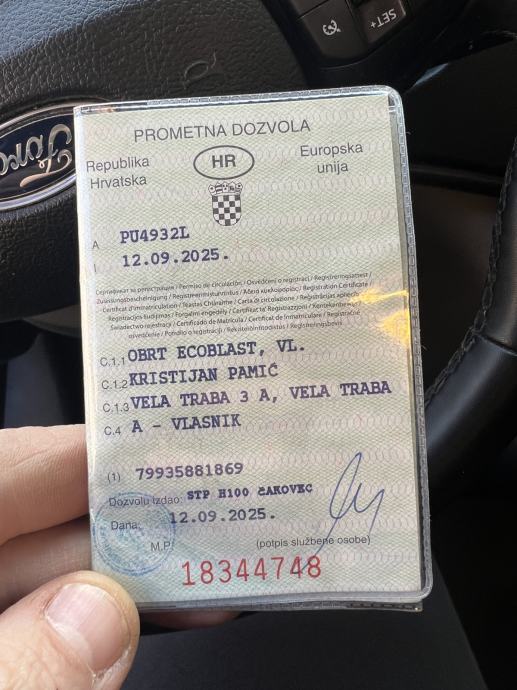 SET+
Ford
PROMETNA DOZVOLA
Republika Hrvatska
HR
Europska unija
A PU4932L
I 12.09.2025.
C.1.1 OBRT ECOBLAST, VL.
C.1.2 KRISTIJAN PAMIĆ
C.1.3 VELA TRABA 3 A, VELA TRABA
C.4 A - VLASNIK
(1) 79935881869
Dozvolu izdao: STP H100 ČAKOVEC
Dana: 12.09.2025.
M.P. (potpis službene osobe)
18344748